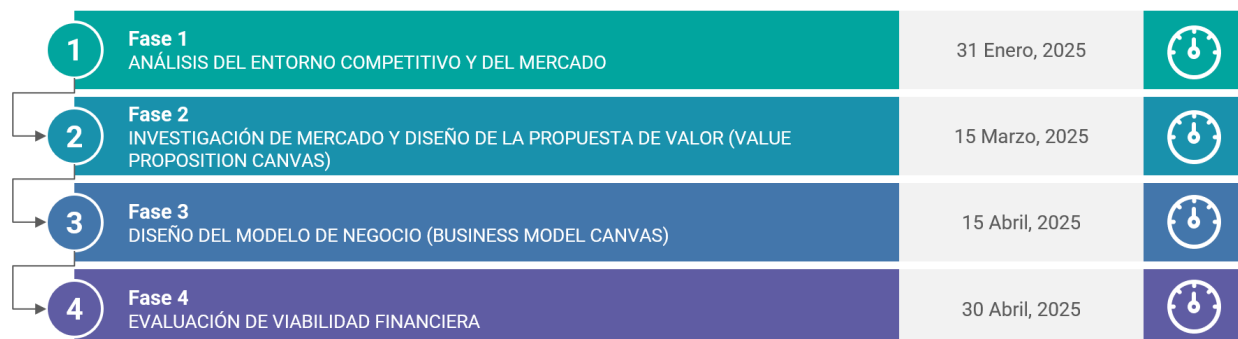 1
Fase 1
ANÁLISIS DEL ENTORNO COMPETITIVO Y DEL MERCADO
31 Enero, 2025
2
Fase 2
INVESTIGACIÓN DE MERCADO Y DISEÑO DE LA PROPUESTA DE VALOR (VALUE
PROPOSITION CANVAS)
15 Marzo, 2025
3
Fase 3
DISEÑO DEL MODELO DE NEGOCIO (BUSINESS MODEL CANVAS)
15 Abril, 2025
4
Fase 4
EVALUACIÓN DE VIABILIDAD FINANCIERA
30 Abril, 2025